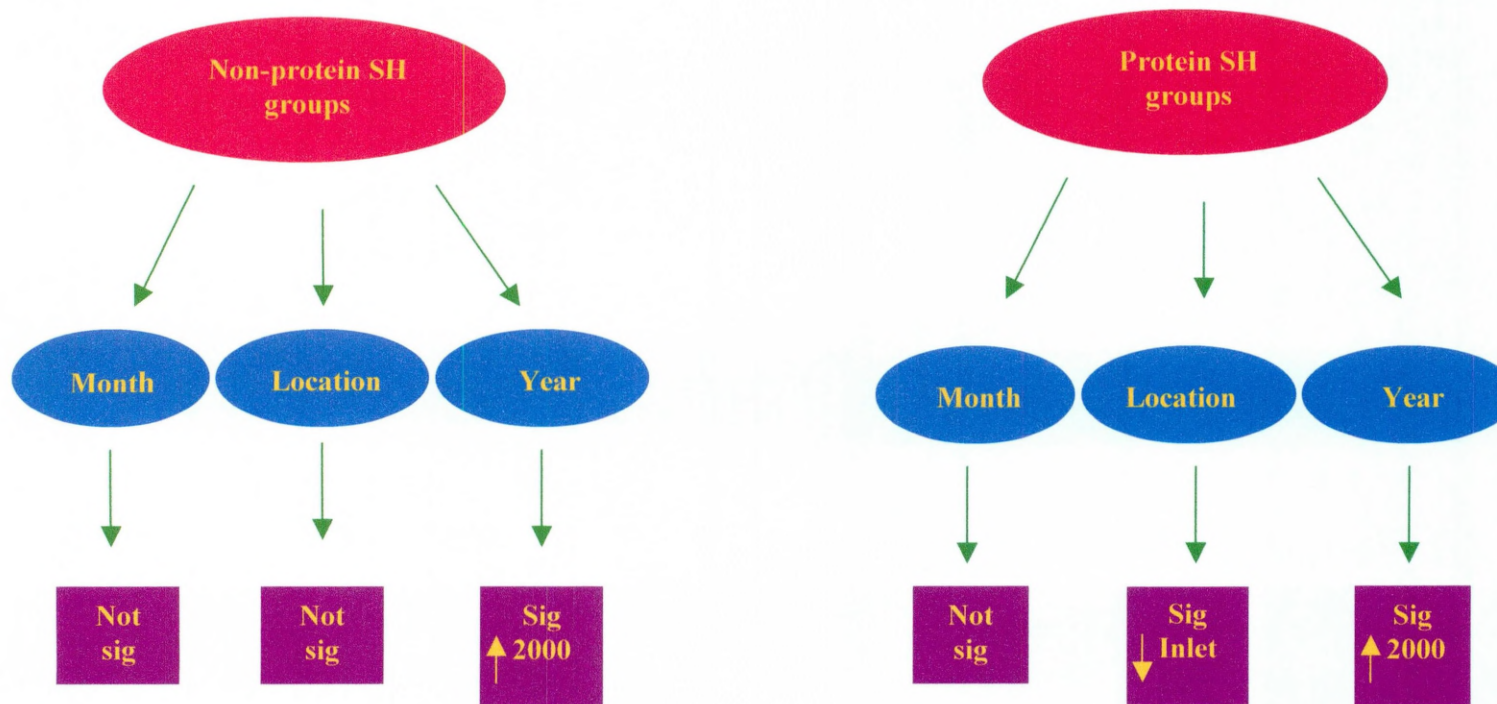 Non-protein SH
groups
Month
Location
Year
Not
sig
Not
sig
Sig
2000
Protein SH
groups
Month
Location
Year
Not
sig
Sig
Inlet
Sig
2000